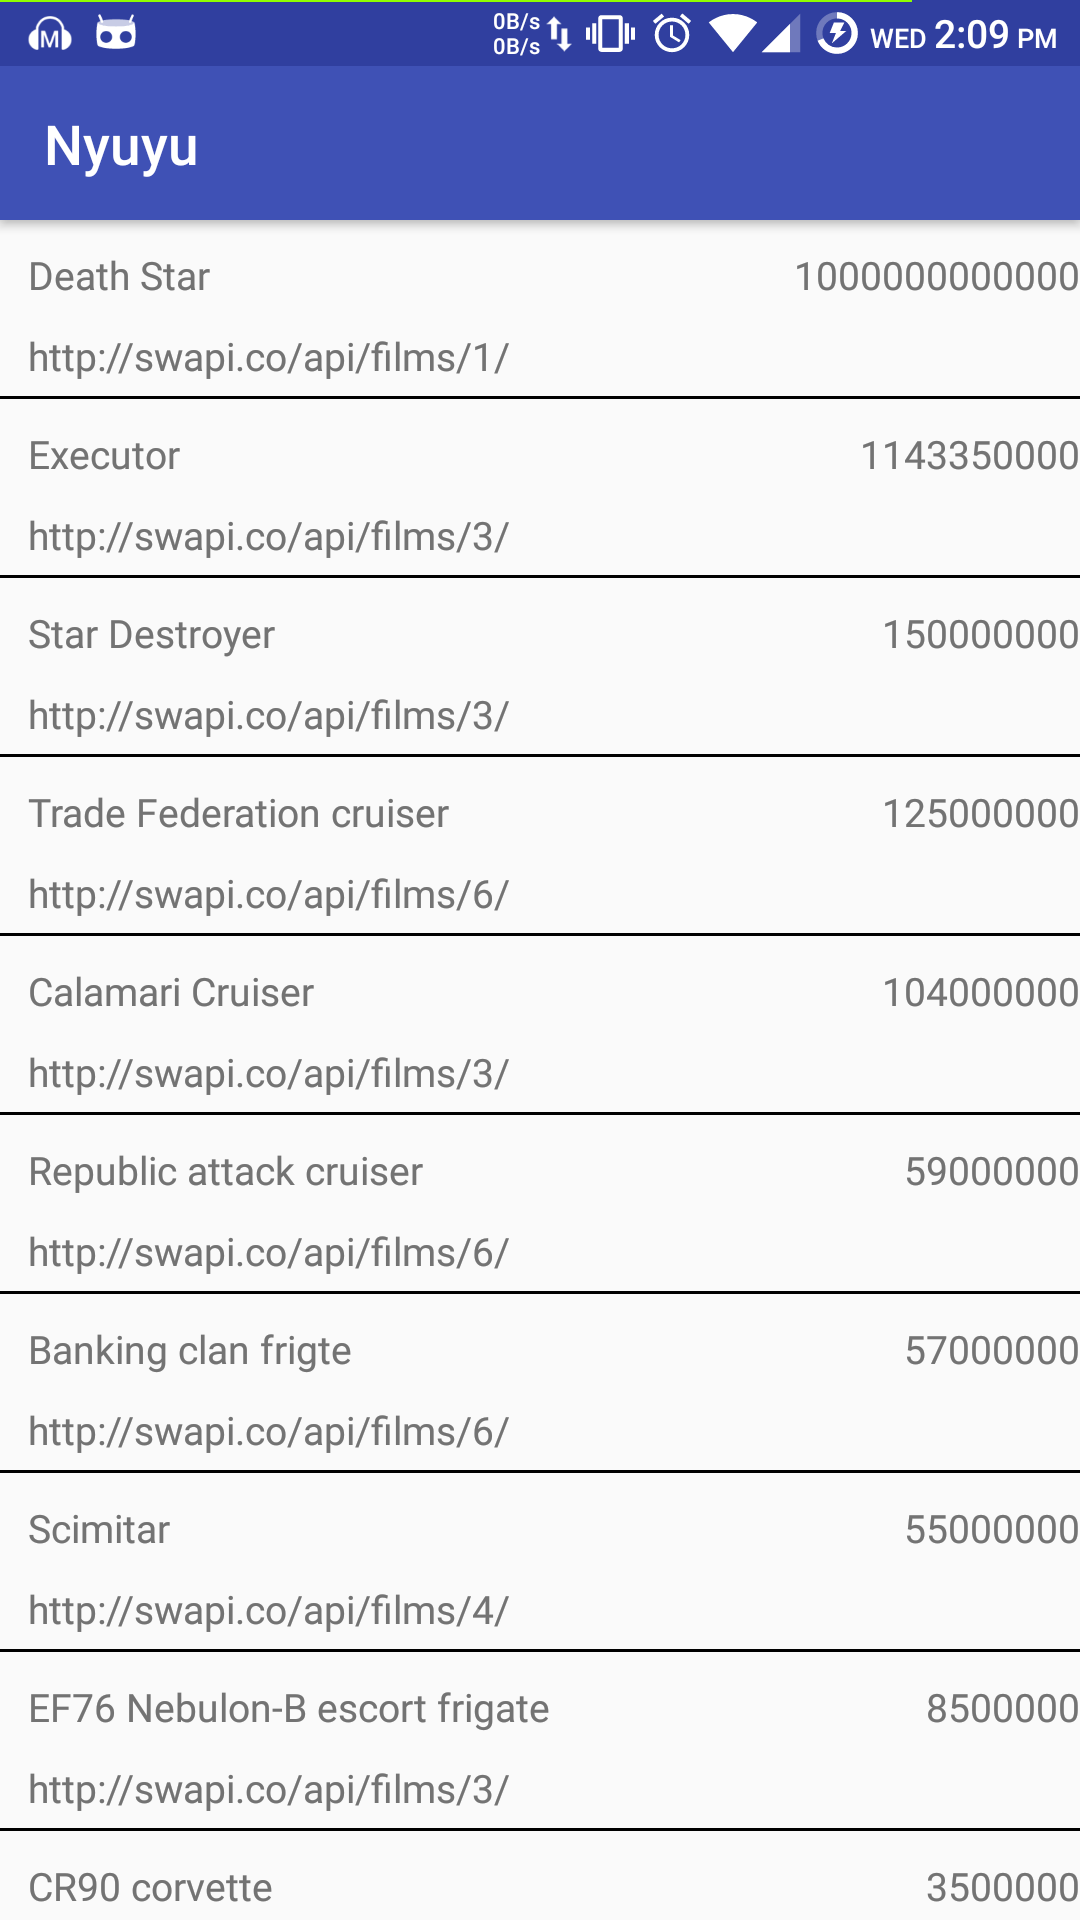 0B/s
0B/s
WED 2:09 PM
Nyuyu
Death Star 1000000000000
http://swapi.co/api/films/1/
Executor 1143350000
http://swapi.co/api/films/3/
Star Destroyer 150000000
http://swapi.co/api/films/3/
Trade Federation cruiser 125000000
http://swapi.co/api/films/6/
Calamari Cruiser 104000000
http://swapi.co/api/films/3/
Republic attack cruiser 59000000
http://swapi.co/api/films/6/
Banking clan frigte 57000000
http://swapi.co/api/films/6/
Scimitar 55000000
http://swapi.co/api/films/4/
EF76 Nebulon-B escort frigate 8500000
http://swapi.co/api/films/3/
CR90 corvette 3500000